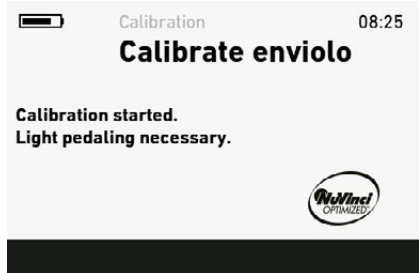 Calibration
08:25
Calibrate enviolo
Calibration started.
Light pedaling necessary.
NuVinci
OPTIMIZED